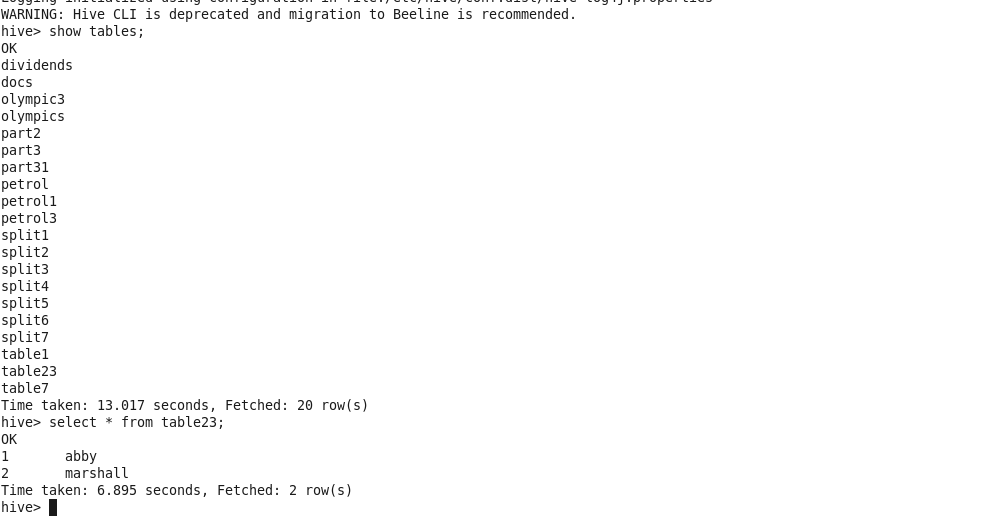 WARNING: Hive CLI is deprecated and migration to Beeline is recommended.
hive> show tables;
OK
dividends
docs
olympic3
olympics
part2
part3
part31
petrol
petrol1
petrol3
split1
split2
split3
split4
split5
split6
split7
table1
table23
table7
Time taken: 13.017 seconds, Fetched: 20 row(s)
hive> select * from table23;
OK
1 abby
2 marshall
Time taken: 6.895 seconds, Fetched: 2 row(s)
hive>